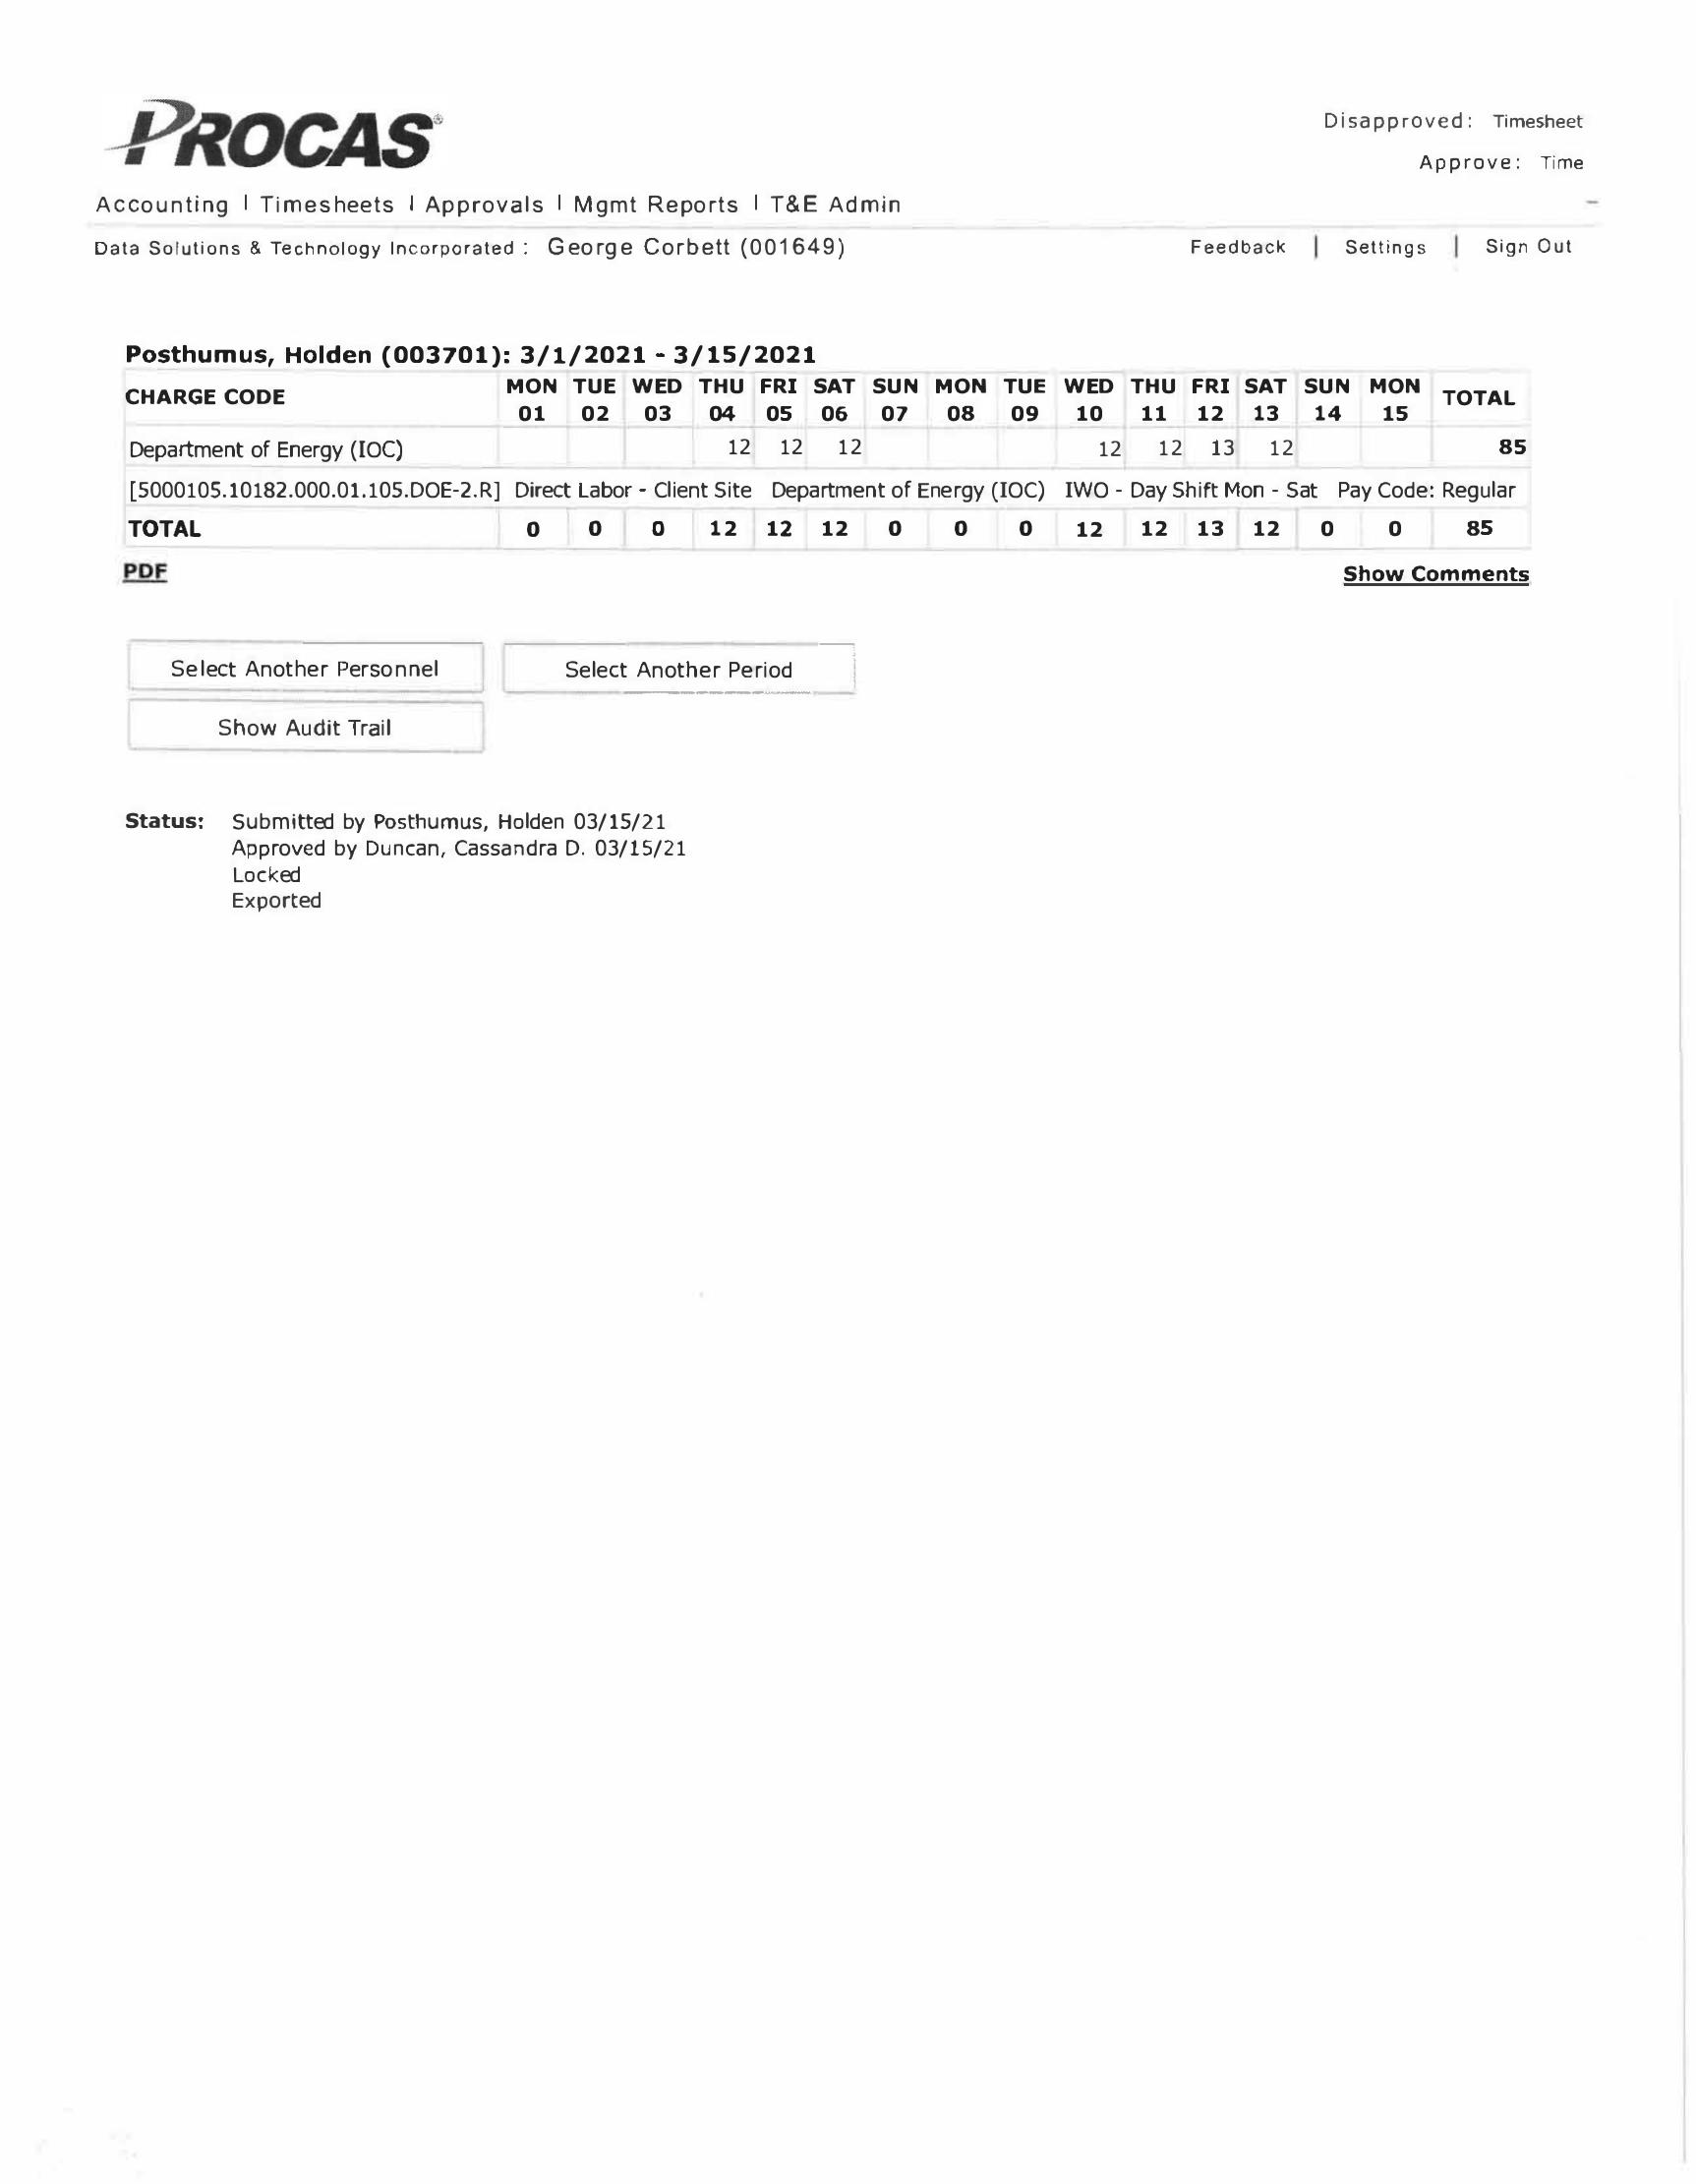 PROCAS
Disapproved: Timesheet
Approve: Time
Accounting | Timesheets | Approvals | Mgmt Reports | T&E Admin
Data Solutions & Technology Incorporated : George Corbett (001649) Feedback | Settings | Sign Out
Posthumus, Holden (003701): 3/1/2021 - 3/15/2021
CHARGE CODE MON 01 TUE 02 WED 03 THU 04 FRI 05 SAT 06 SUN 07 MON 08 TUE 09 WED 10 THU 11 FRI 12 SAT 13 SUN 14 MON 15 TOTAL
Department of Energy (IOC) 12 12 12 12 12 13 12 85
[5000105.10182.000.01.105.DOE-2.R] Direct Labor - Client Site Department of Energy (IOC) IWO - Day Shift Mon - Sat Pay Code: Regular
TOTAL 0 0 0 12 12 12 0 0 0 12 12 13 12 0 0 85
PDF Show Comments
Select Another Personnel Select Another Period
Show Audit Trail
Status: Submitted by Posthumus, Holden 03/15/21
Approved by Duncan, Cassandra D. 03/15/21
Locked
Exported